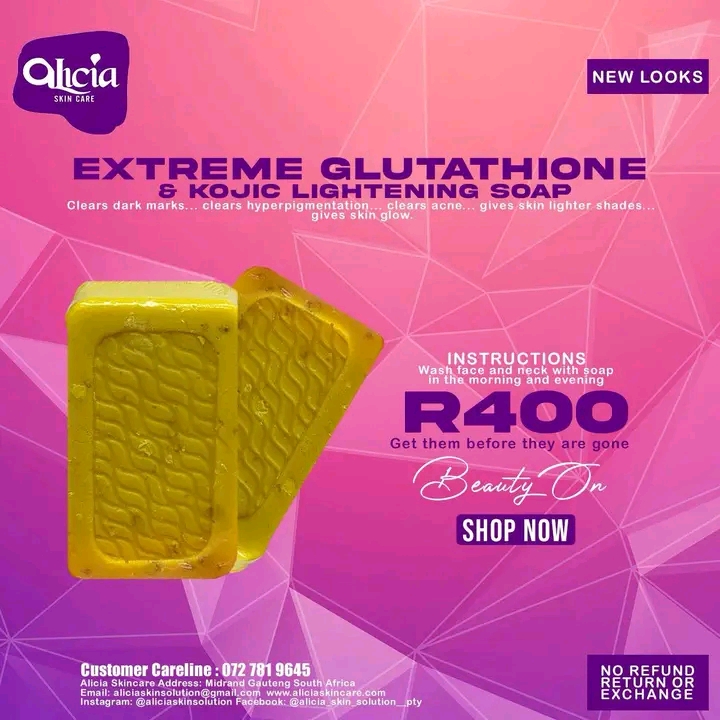 Alicia
SKIN CARE
NEW LOOKS
EXTREME GLUTATHIONE
& KOJIC LIGHTENING SOAP
Clears dark marks... clears hyperpigmentation... clears acne... gives skin lighter shades...
gives skin glow.
INSTRUCTIONS
Wash face and neck with soap
in the morning and evening
R400
Get them before they are gone
Beauty On
SHOP NOW
Customer Careline : 072 781 9645
Alicia Skincare Address: Midrand Gauteng South Africa
Email: aliciaskinsolution@gmail.com www.aliciaskincare.com
Instagram: @aliciaskinsolution Facebook: @alicia_skin_solution__pty
NO REFUND
RETURN OR
EXCHANGE